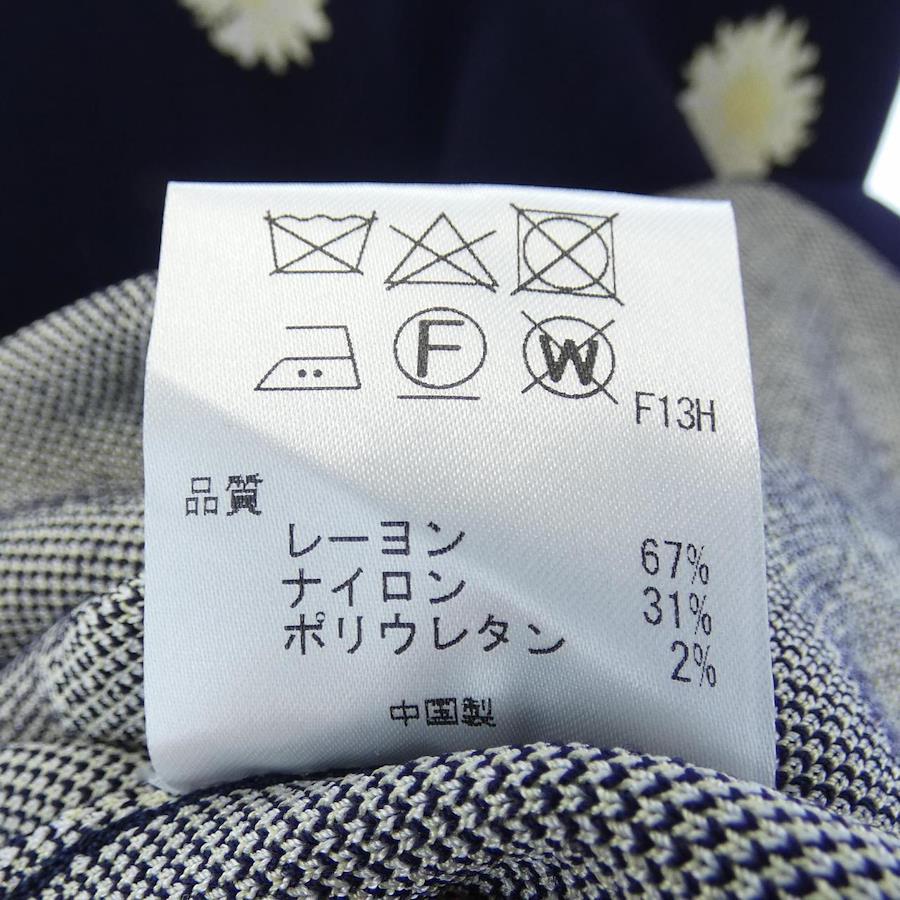 F W
F13H
品質
レーヨン 67%
ナイロン 31%
ポリウレタン 2%
中国製